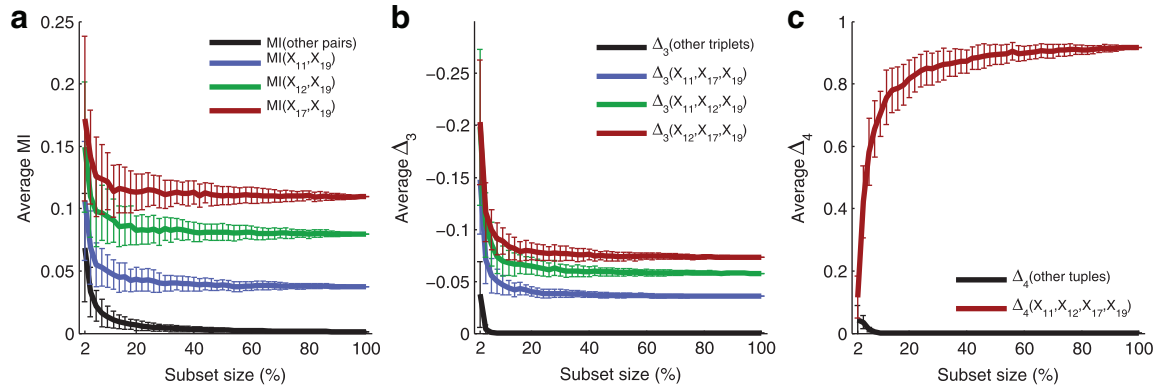 a
0.25
0.2
0.15
0.1
0.05
0
Average MI
MI(other pairs)
MI(X11,X19)
MI(X12,X19)
MI(X17,X19)
2 20 40 60 80 100
Subset size (%)
b
−0.25
−0.2
−0.15
−0.1
−0.05
0
Average Δ3
Δ3(other triplets)
Δ3(X11,X17,X19)
Δ3(X11,X12,X19)
Δ3(X12,X17,X19)
2 20 40 60 80 100
Subset size (%)
c
1
0.8
0.6
0.4
0.2
0
Average Δ4
Δ4(other tuples)
Δ4(X11,X12,X17,X19)
2 20 40 60 80 100
Subset size (%)